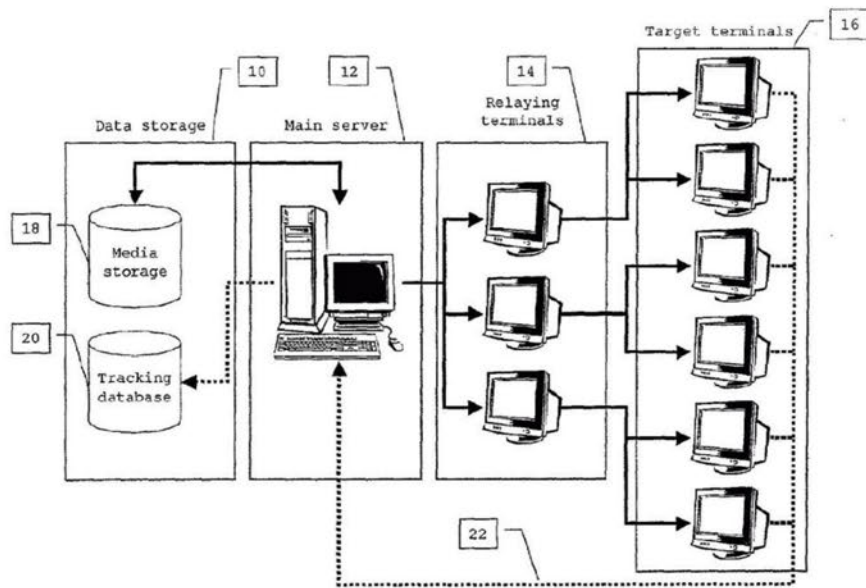 Target terminals
16
10
12
14
Data storage
Main server
Relaying
terminals
18
Media
storage
20
Tracking
database
22